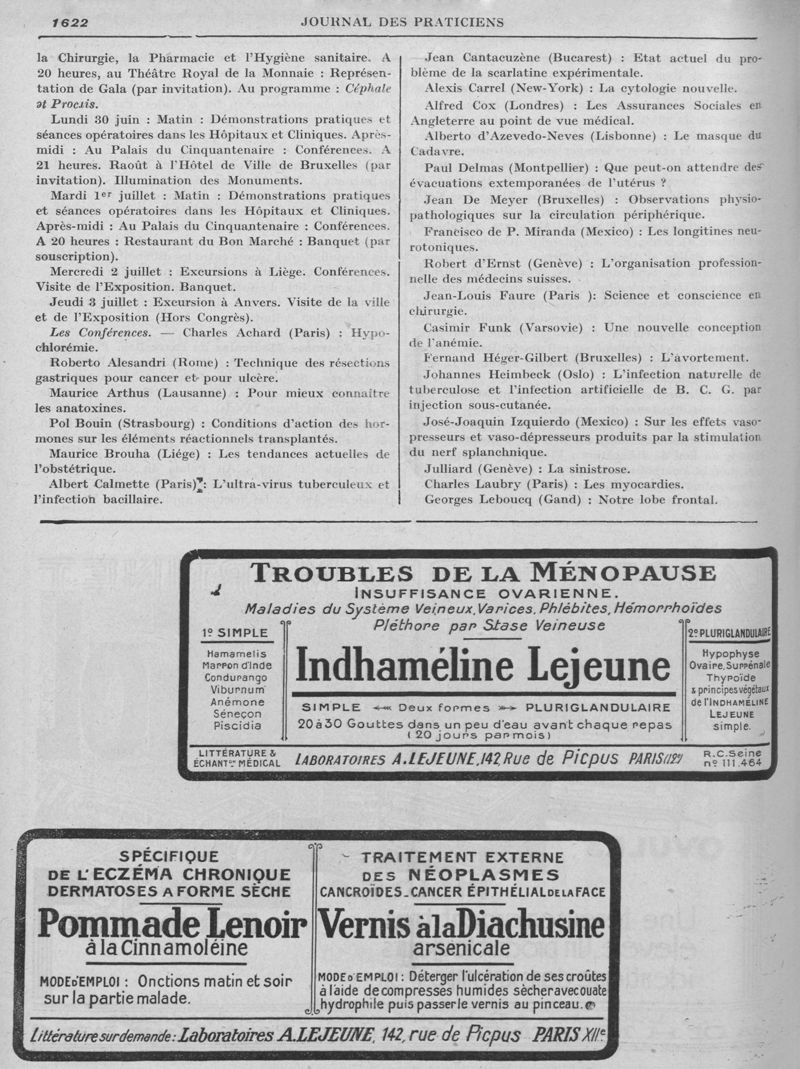 1622
JOURNAL DES PRATICIENS
la Chirurgie, la Pharmacie et l'Hygiène sanitaire. A
20 heures, au Théâtre Royal de la Monnaie : Représen-
tation de Gala (par invitation). Au programme : Céphale
et Procris.
Lundi 30 juin : Matin : Démonstrations pratiques et
séances opératoires dans les Hôpitaux et Cliniques. Après-
midi : Au Palais du Cinquantenaire : Conférences. A
21 heures. Raoût à l'Hôtel de Ville de Bruxelles (par
invitation). Illumination des Monuments.
Mardi 1er juillet : Matin : Démonstrations pratiques
et séances opératoires dans les Hôpitaux et Cliniques.
Après-midi : Au Palais du Cinquantenaire : Conférences.
A 20 heures : Restaurant du Bon Marché : Banquet (par
souscription).
Mercredi 2 juillet : Excursions à Liège. Conférences.
Visite de l'Exposition. Banquet.
Jeudi 3 juillet : Excursion à Anvers. Visite de la ville
et de l'Exposition (Hors Congrès).
Les Conférences. — Charles Achard (Paris) : Hypo-
chlorémie.
Roberto Alesandri (Rome) : Technique des résections
gastriques pour cancer et pour ulcère.
Maurice Arthus (Lausanne) : Pour mieux connaître
les anatoxines.
Pol Bouin (Strasbourg) : Conditions d'action des hor-
mones sur les éléments réactionnels transplantés.
Maurice Brouha (Liége) : Les tendances actuelles de
l'obstétrique.
Albert Calmette (Paris) : L'ultra-virus tuberculeux et
l'infection bacillaire.
Jean Cantacuzène (Bucarest) : Etat actuel du pro-
blème de la scarlatine expérimentale.
Alexis Carrel (New-York) : La cytologie nouvelle.
Alfred Cox (Londres) : Les Assurances Sociales en
Angleterre au point de vue médical.
Alberto d'Azevedo-Neves (Lisbonne) : Le masque du
Cadavre.
Paul Delmas (Montpellier) : Que peut-on attendre des
évacuations extemporanées de l'utérus ?
Jean De Meyer (Bruxelles) : Observations physio-
pathologiques sur la circulation périphérique.
Francisco de P. Miranda (Mexico) : Les longitines neu-
rotoniques.
Robert d'Ernst (Genève) : L'organisation profession-
nelle des médecins suisses.
Jean-Louis Faure (Paris ): Science et conscience en
chirurgie.
Casimir Funk (Varsovie) : Une nouvelle conception
de l'anémie.
Fernand Héger-Gilbert (Bruxelles) : L'avortement.
Johannes Heimbeck (Oslo) : L'infection naturelle de
tuberculose et l'infection artificielle de B. C. G. par
injection sous-cutanée.
José-Joaquin Izquierdo (Mexico) : Sur les effets vaso-
presseurs et vaso-dépresseurs produits par la stimulation
du nerf splanchnique.
Julliard (Genève) : La sinistrose.
Charles Laubry (Paris) : Les myocardies.
Georges Leboucq (Gand) : Notre lobe frontal.
TROUBLES DE LA MÉNOPAUSE
INSUFFISANCE OVARIENNE.
Maladies du Système Veineux, Varices, Phlébites, Hémorrhoïdes
Pléthore par Stase Veineuse
1º SIMPLE
Hamamelis
Marron d'Inde
Condurango
Viburnum
Anémone
Séneçon
Piscidia
Indhaméline Lejeune
SIMPLE Deux formes PLURIGLANDULAIRE
20 à 30 Gouttes dans un peu d'eau avant chaque repas
(20 jours par mois)
2º PLURIGLANDULAIRE
Hypophyse
Ovaire, Surrénale
Thyroïde
& principes végétaux
de l'INDHAMÉLINE
LEJEUNE
simple.
LITTÉRATURE &
ÉCHANTons MÉDICAL
LABORATOIRES A. LEJEUNE, 142 Rue de Picpus PARIS (12e)
R.C. Seine
nº 111.464
SPÉCIFIQUE
DE L'ECZÉMA CHRONIQUE
DERMATOSES A FORME SÈCHE
Pommade Lenoir
à la Cinnamoléine
MODE D'EMPLOI : Onctions matin et soir
sur la partie malade.
TRAITEMENT EXTERNE
DES NÉOPLASMES
CANCROÏDES_CANCER ÉPITHÉLIAL DE LA FACE
Vernis à la Diachusine
arsenicale
MODE D'EMPLOI : Déterger l'ulcération de ses croûtes
à l'aide de compresses humides sécher avec ouate
hydrophile puis passer le vernis au pinceau.
Littérature sur demande : Laboratoires A. LEJEUNE, 142, rue de Picpus PARIS XIIe